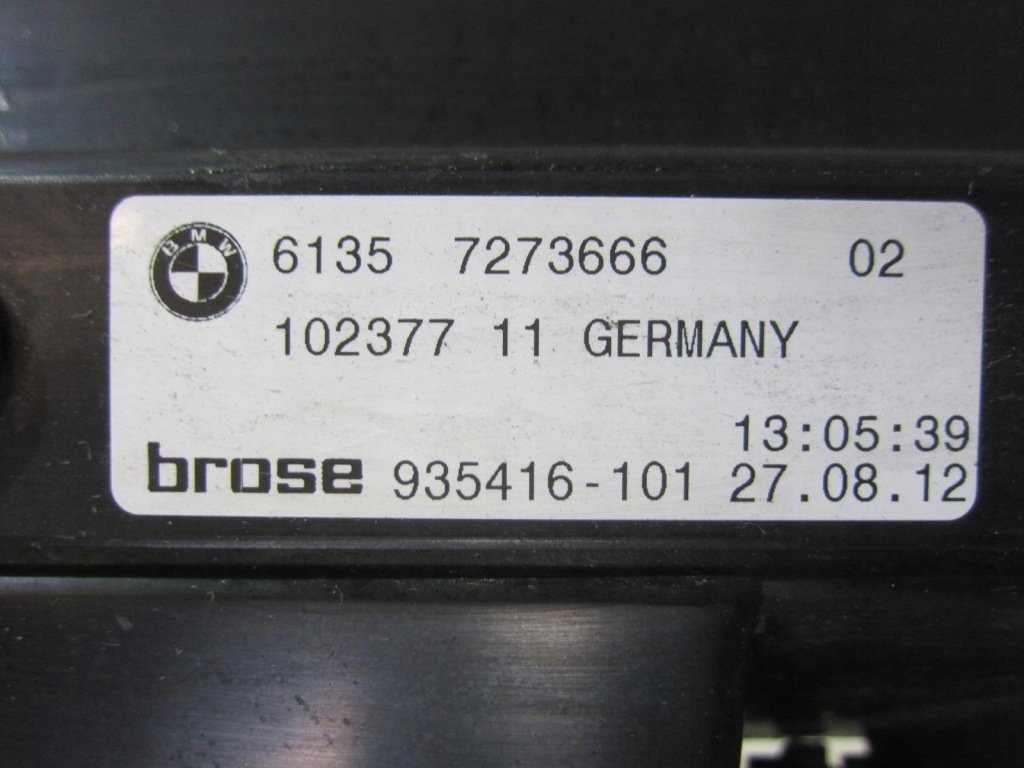 BMW 6135 7273666 02
102377 11 GERMANY
13:05:39
brose 935416-101 27.08.12